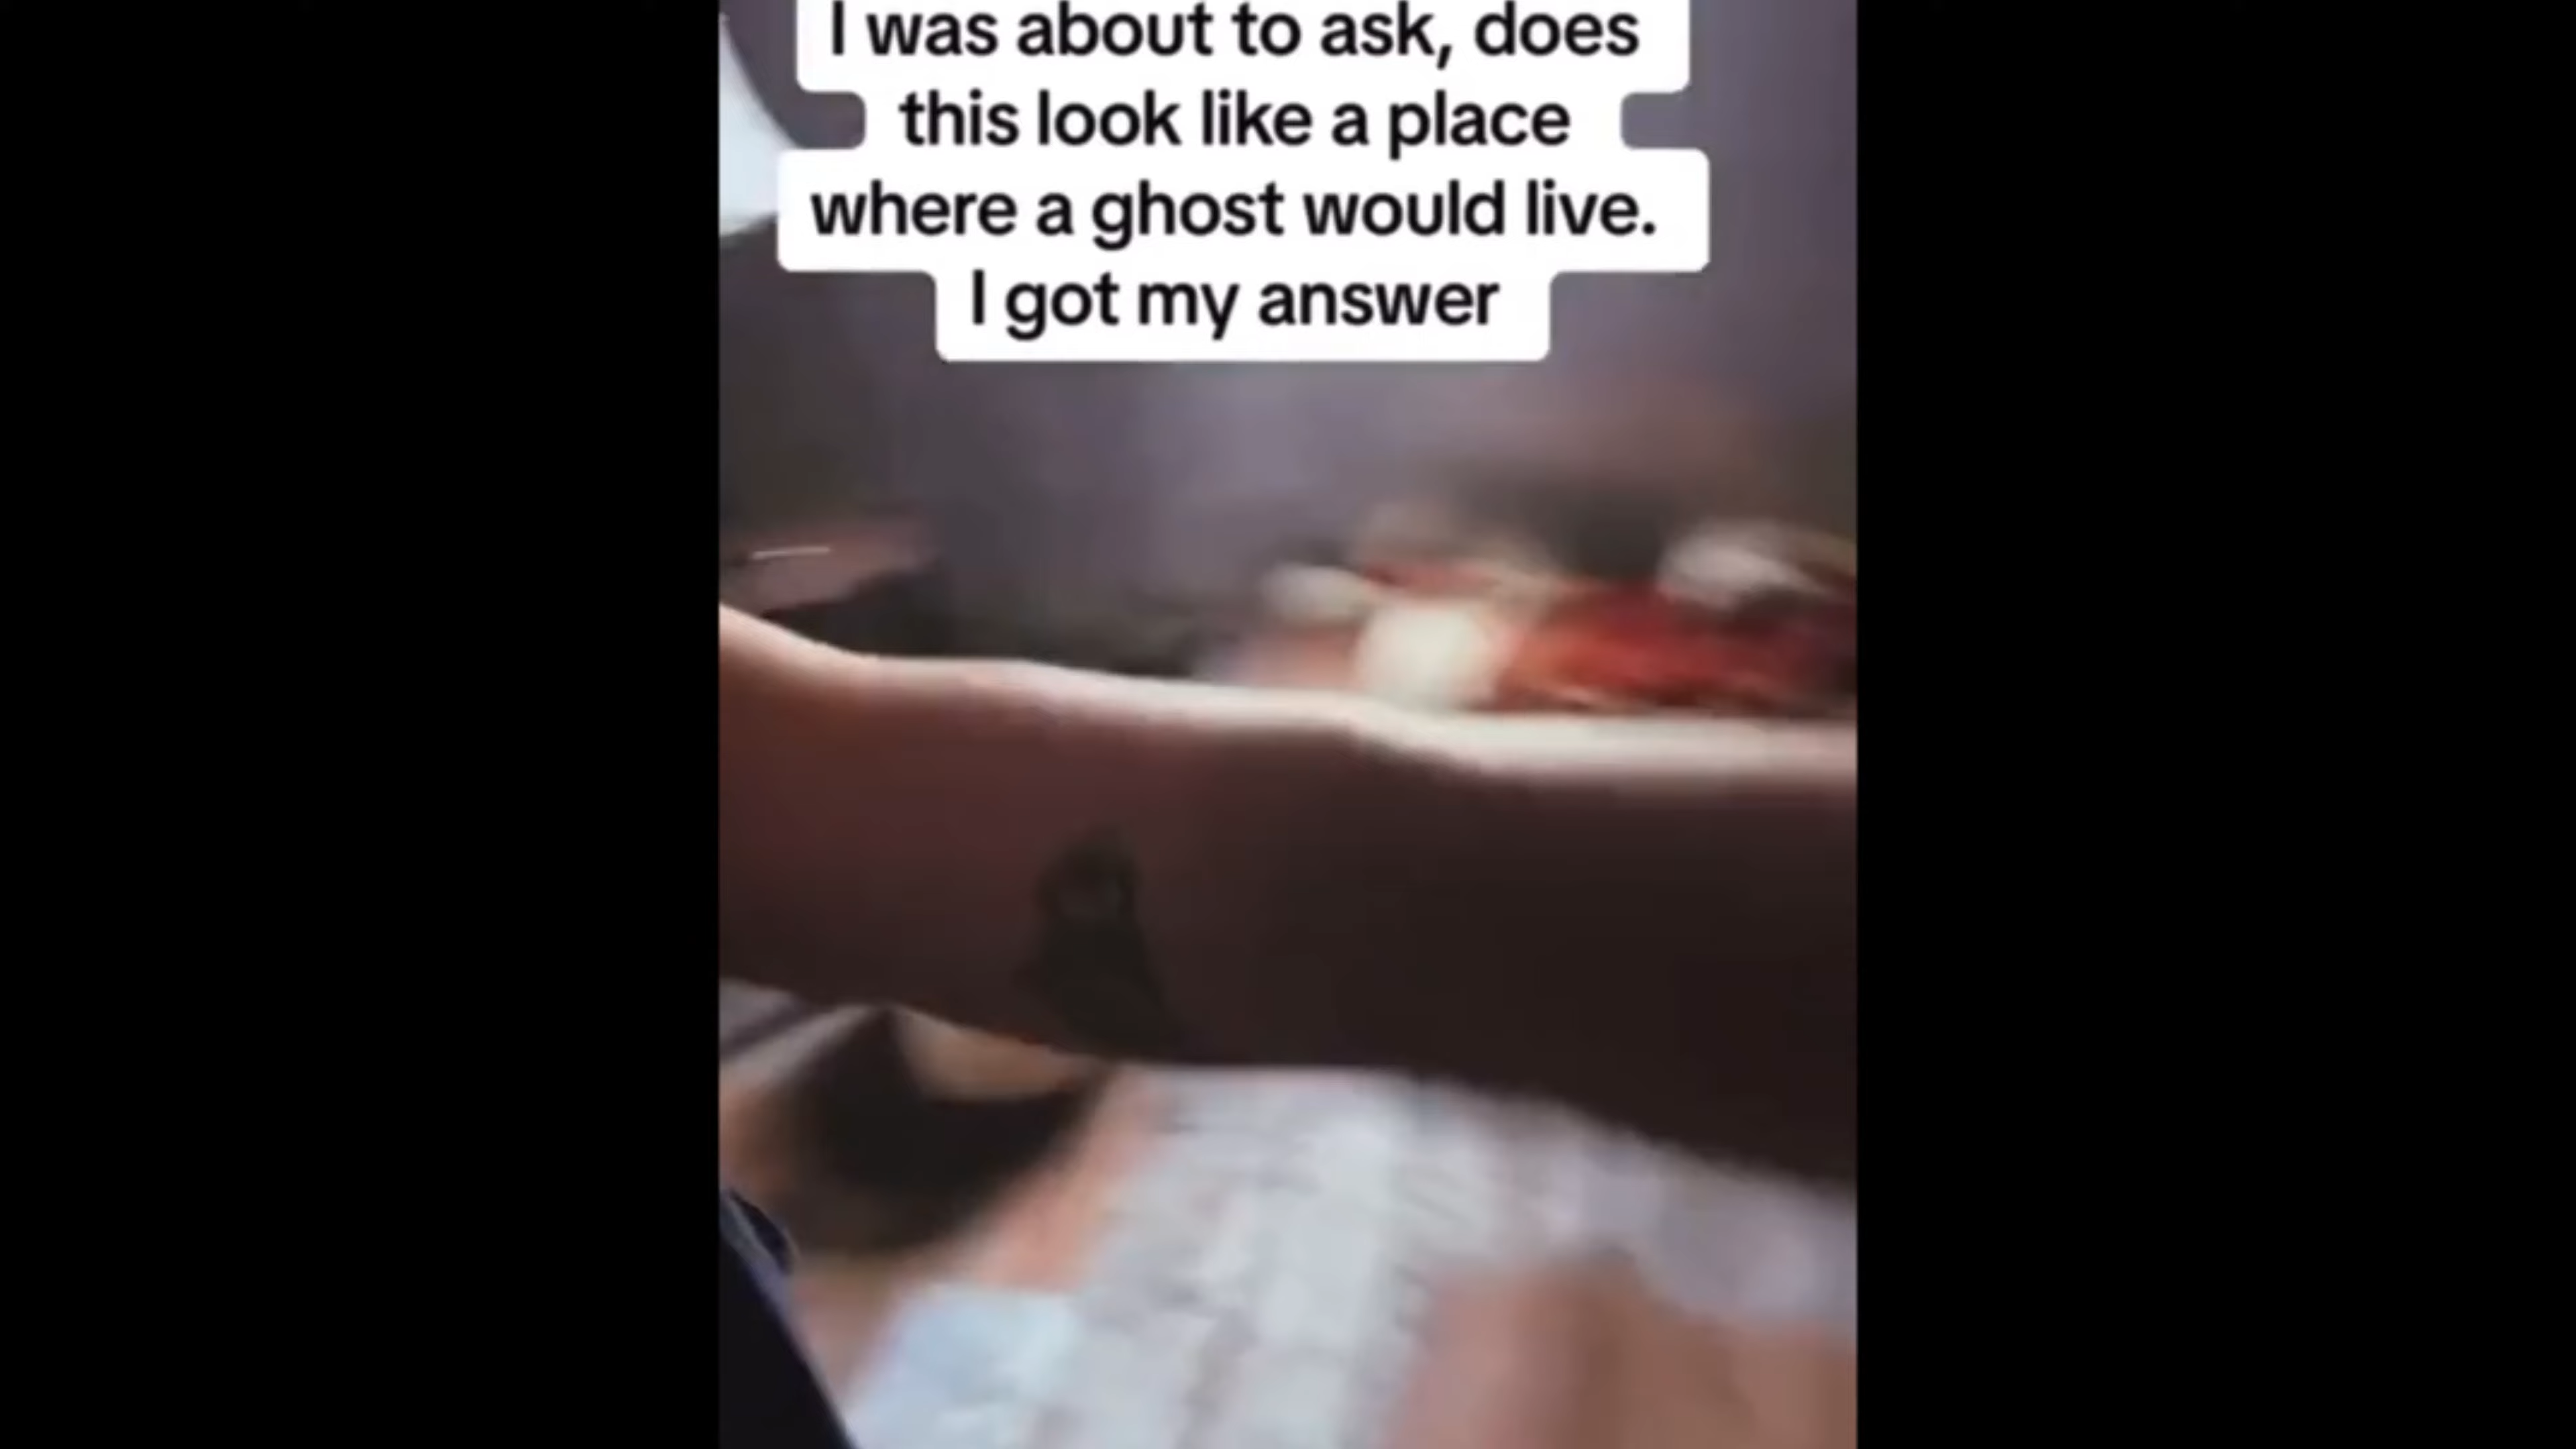 I was about to ask, does
this look like a place
where a ghost would live.
I got my answer